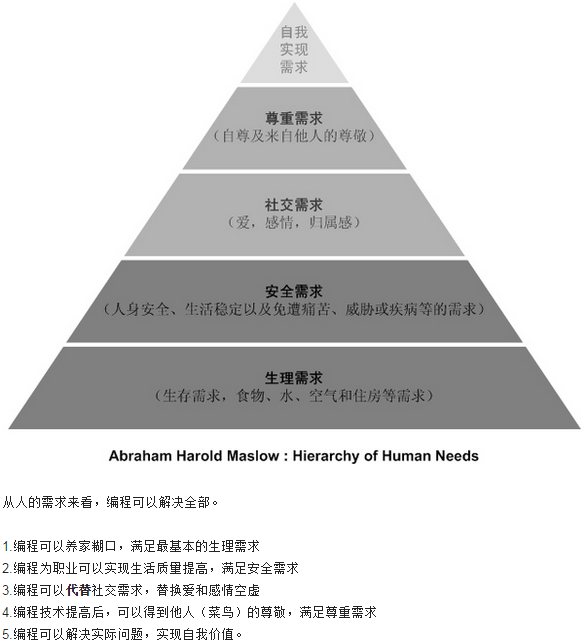 自我
实现
需求
尊重需求
（自尊及来自他人的尊敬）
社交需求
（爱，感情，归属感）
安全需求
（人身安全、生活稳定以及免遭痛苦、威胁或疾病等的需求）
生理需求
（生存需求，食物、水、空气和住房等需求）
Abraham Harold Maslow : Hierarchy of Human Needs
从人的需求来看，编程可以解决全部。
1.编程可以养家糊口，满足最基本的生理需求
2.编程为职业可以实现生活质量提高，满足安全需求
3.编程可以代替社交需求，替换爱和感情空虚
4.编程技术提高后，可以得到他人（菜鸟）的尊敬，满足尊重需求
5.编程可以解决实际问题，实现自我价值。